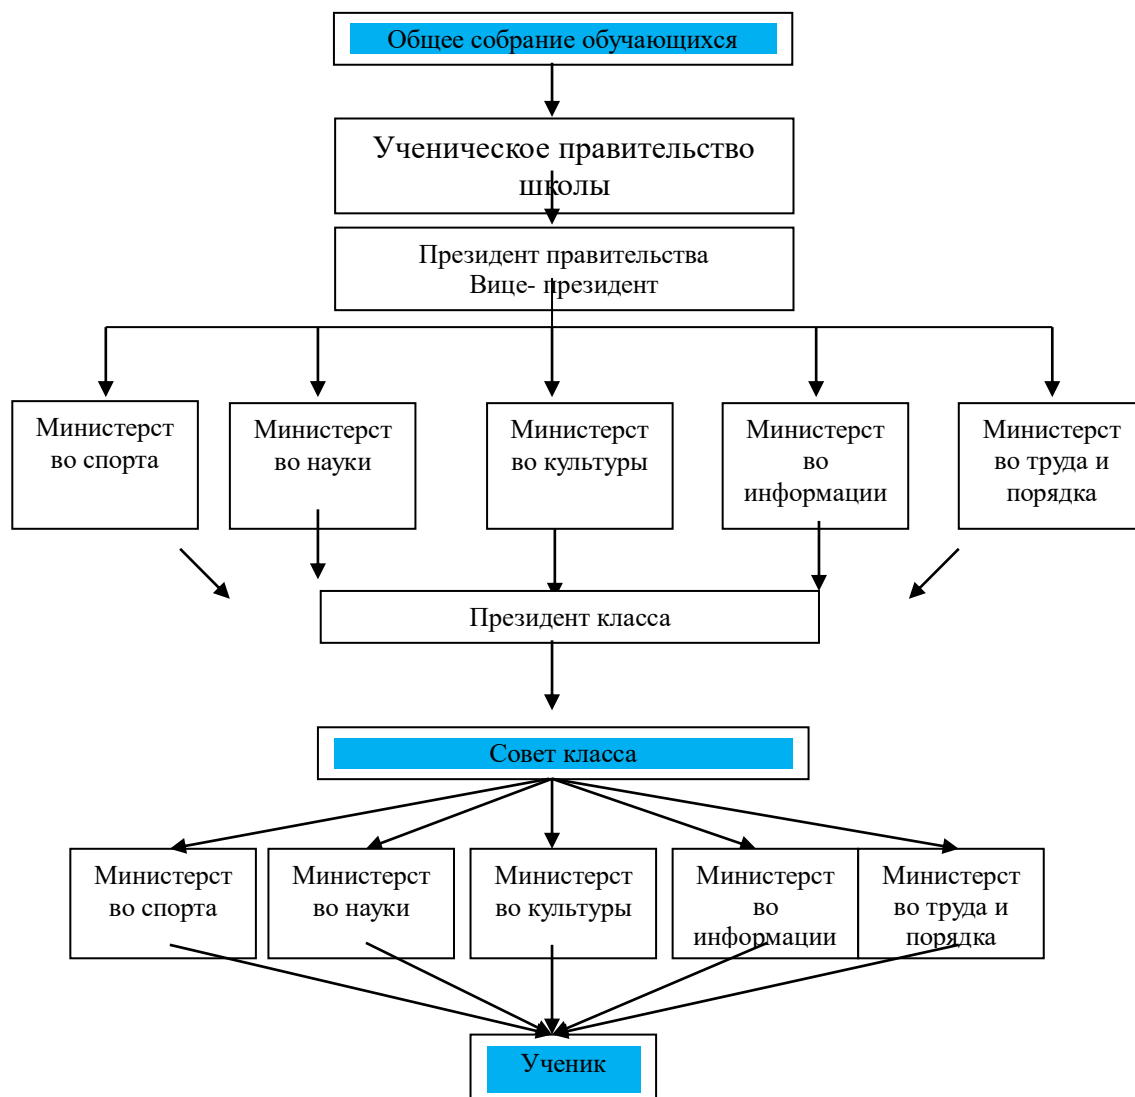 Общее собрание обучающихся
Ученическое правительство
школы
Президент правительства
Вице- президент
Министерст
во спорта
Министерст
во науки
Министерст
во культуры
Министерст
во
информации
Министерст
во труда и
порядка
Президент класса
Совет класса
Министерст
во спорта
Министерст
во науки
Министерст
во культуры
Министерст
во
информации
Министерст
во труда и
порядка
Ученик